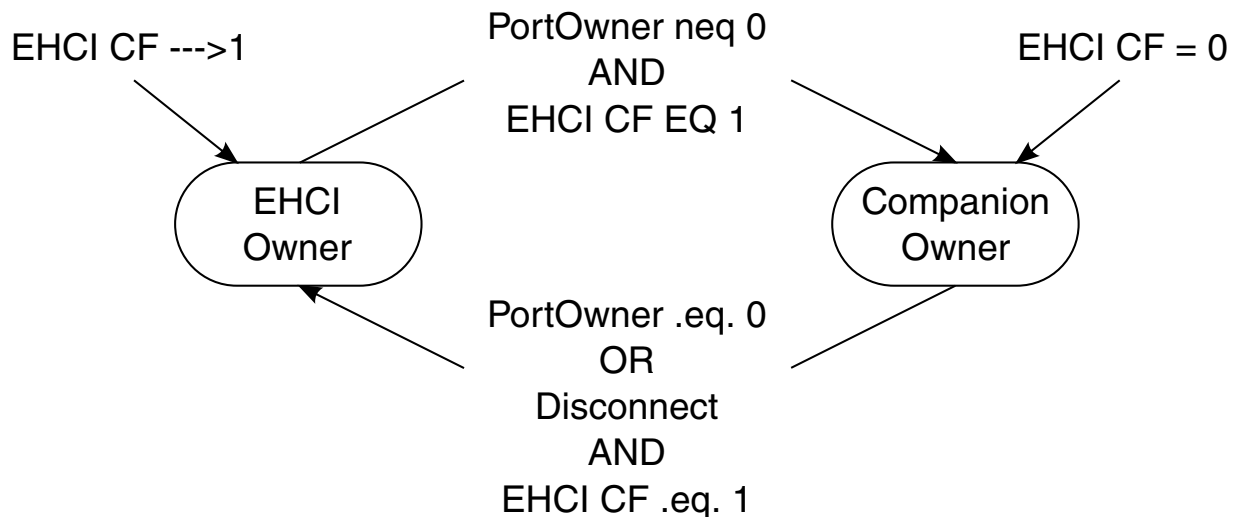 EHCI CF --->1
PortOwner neq 0
AND
EHCI CF EQ 1
EHCI CF = 0
EHCI
Owner
Companion
Owner
PortOwner .eq. 0
OR
Disconnect
AND
EHCI CF .eq. 1